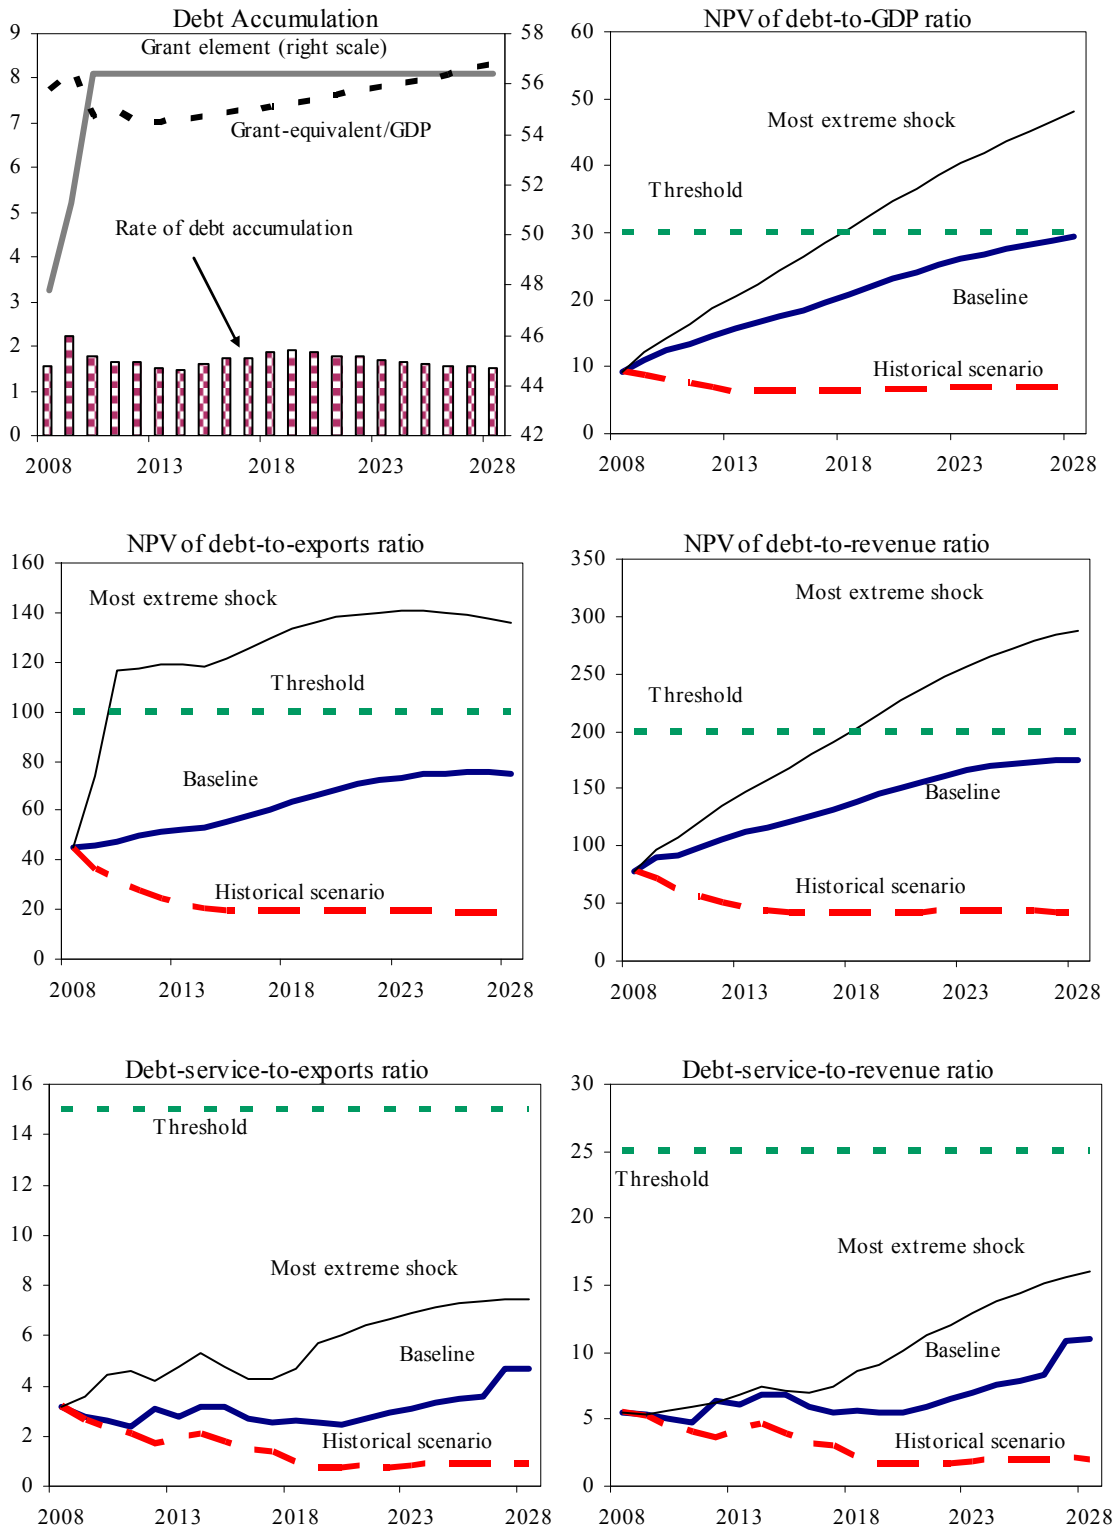 Debt Accumulation
9
8
7
6
5
4
3
2
1
0
58
56
54
52
50
48
46
44
42
Grant element (right scale)
Grant-equivalent/GDP
Rate of debt accumulation
2008 2013 2018 2023 2028
NPV of debt-to-GDP ratio
60
50
40
30
20
10
0
Most extreme shock
Threshold
Baseline
Historical scenario
2008 2013 2018 2023 2028
NPV of debt-to-exports ratio
160
140
120
100
80
60
40
20
0
Most extreme shock
Threshold
Baseline
Historical scenario
2008 2013 2018 2023 2028
NPV of debt-to-revenue ratio
350
300
250
200
150
100
50
0
Most extreme shock
Threshold
Baseline
Historical scenario
2008 2013 2018 2023 2028
Debt-service-to-exports ratio
16
14
12
10
8
6
4
2
0
Threshold
Most extreme shock
Baseline
Historical scenario
2008 2013 2018 2023 2028
Debt-service-to-revenue ratio
30
25
20
15
10
5
0
Threshold
Most extreme shock
Baseline
Historical scenario
2008 2013 2018 2023 2028